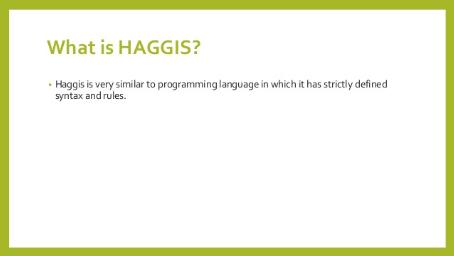 What is HAGGIS?
• Haggis is very similar to programming language in which it has strictly defined
syntax and rules.